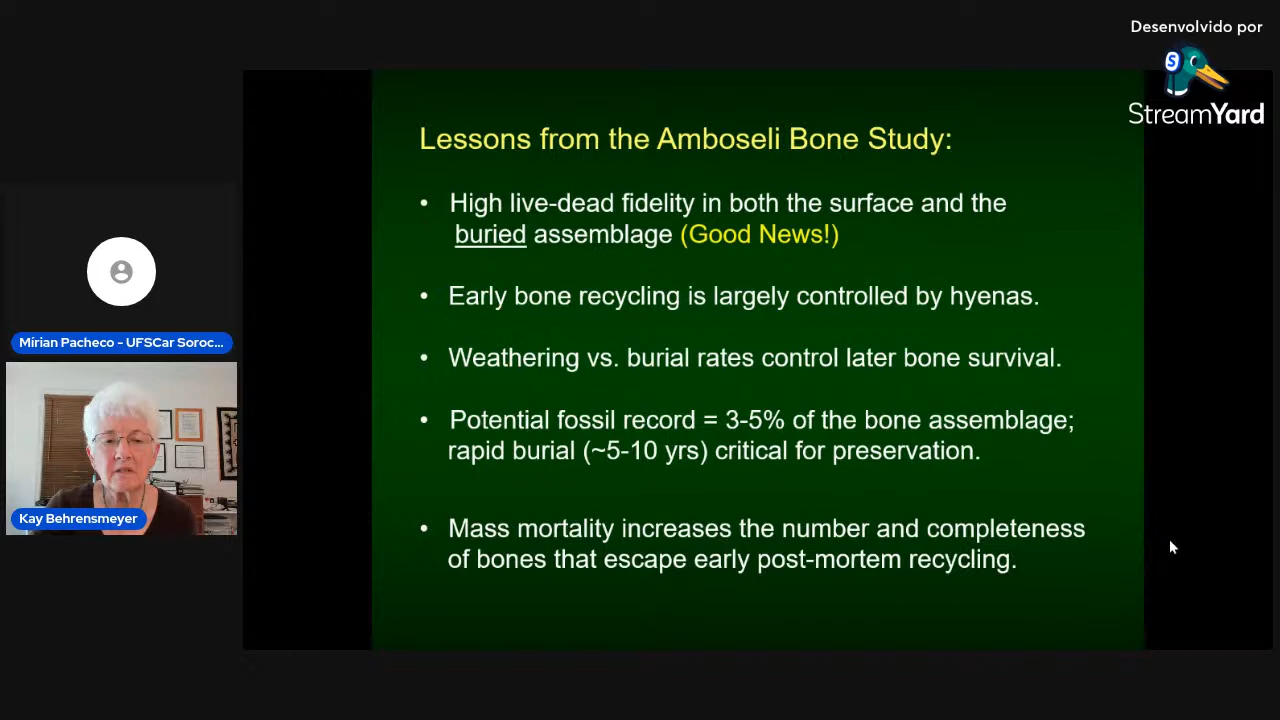 Desenvolvido por
S
StreamYard
Lessons from the Amboseli Bone Study:
• High live-dead fidelity in both the surface and the
buried assemblage (Good News!)
• Early bone recycling is largely controlled by hyenas.
• Weathering vs. burial rates control later bone survival.
• Potential fossil record = 3-5% of the bone assemblage;
rapid burial (~5-10 yrs) critical for preservation.
• Mass mortality increases the number and completeness
of bones that escape early post-mortem recycling.
Mírian Pacheco - UFSCar Soroc...
Kay Behrensmeyer